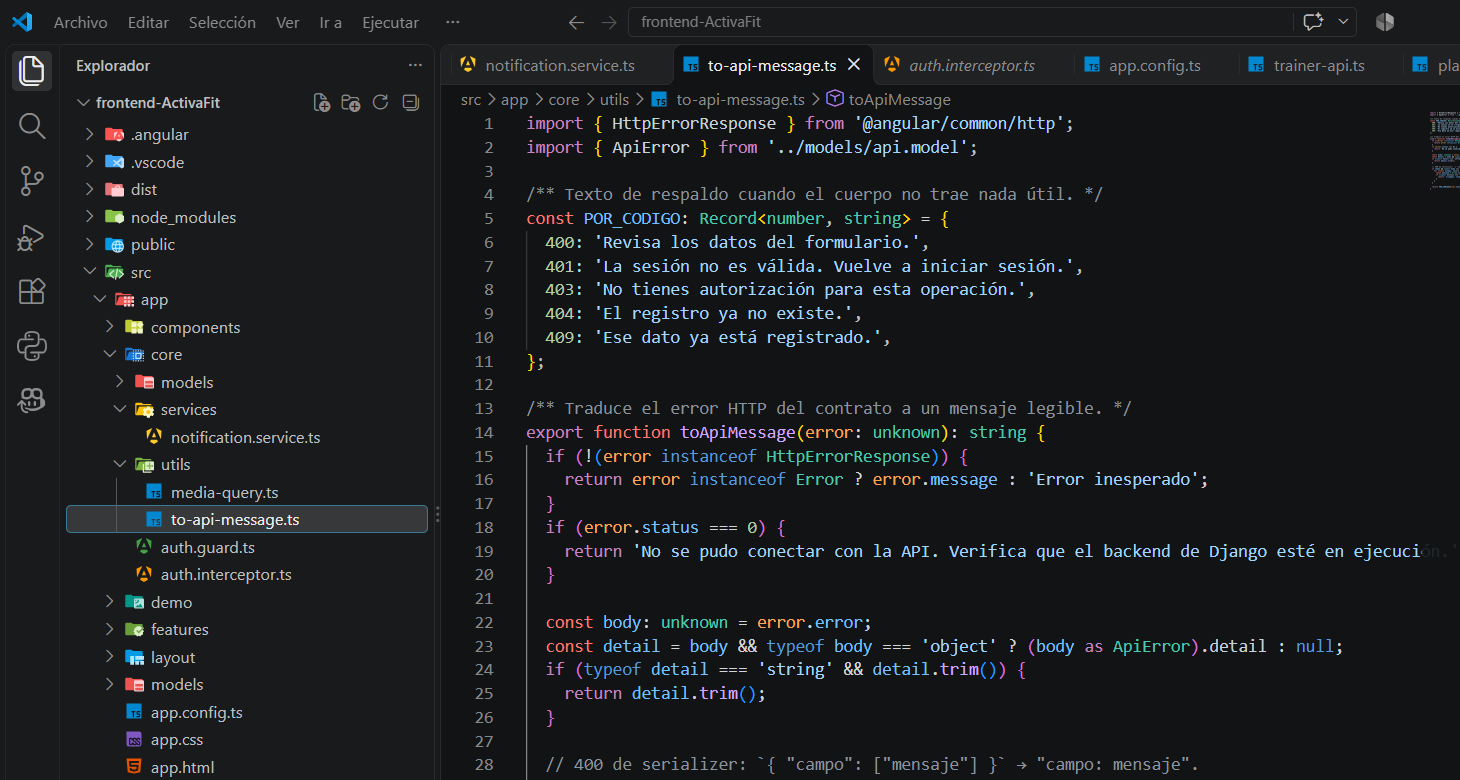 Archivo Editar Selección Ver Ir a Ejecutar ··· frontend-ActivaFit
Explorador ···
frontend-ActivaFit
.angular
.vscode
dist
node_modules
public
src
app
components
core
models
services
notification.service.ts
utils
media-query.ts
to-api-message.ts
auth.guard.ts
auth.interceptor.ts
demo
features
layout
models
app.config.ts
app.css
app.html
notification.service.ts to-api-message.ts auth.interceptor.ts app.config.ts trainer-api.ts pla
src > app > core > utils > to-api-message.ts > toApiMessage
1 import { HttpErrorResponse } from '@angular/common/http';
2 import { ApiError } from '../models/api.model';
3
4 /** Texto de respaldo cuando el cuerpo no trae nada útil. */
5 const POR_CODIGO: Record<number, string> = {
6 400: 'Revisa los datos del formulario.',
7 401: 'La sesión no es válida. Vuelve a iniciar sesión.',
8 403: 'No tienes autorización para esta operación.',
9 404: 'El registro ya no existe.',
10 409: 'Ese dato ya está registrado.',
11 };
12
13 /** Traduce el error HTTP del contrato a un mensaje legible. */
14 export function toApiMessage(error: unknown): string {
15 if (!(error instanceof HttpErrorResponse)) {
16 return error instanceof Error ? error.message : 'Error inesperado';
17 }
18 if (error.status === 0) {
19 return 'No se pudo conectar con la API. Verifica que el backend de Django esté en ejecución.'
20 }
21
22 const body: unknown = error.error;
23 const detail = body && typeof body === 'object' ? (body as ApiError).detail : null;
24 if (typeof detail === 'string' && detail.trim()) {
25 return detail.trim();
26 }
27
28 // 400 de serializer: `{ "campo": ["mensaje"] }` → "campo: mensaje".